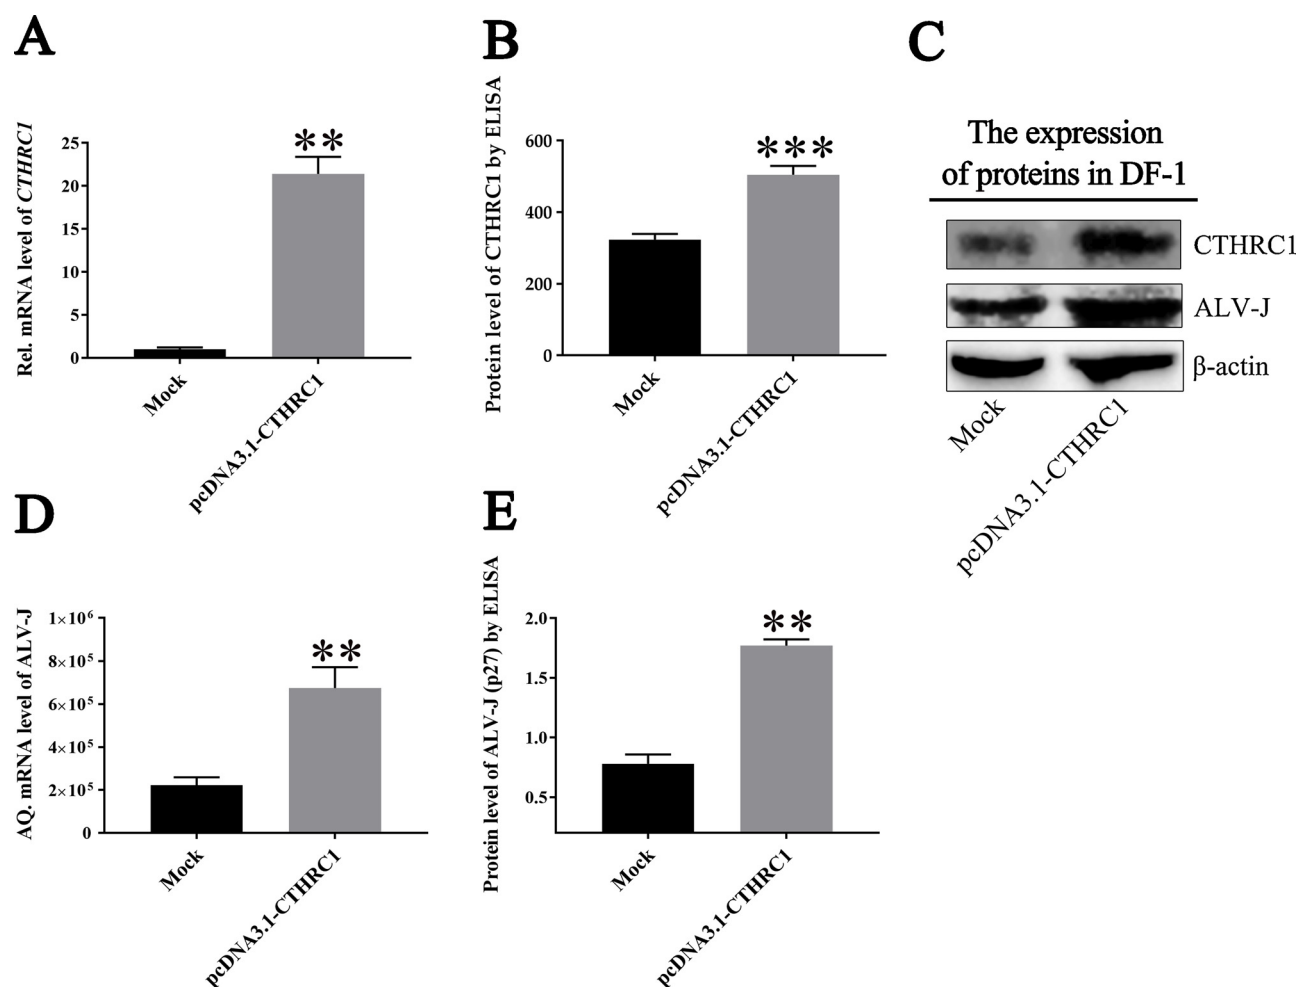 A
Rel. mRNA level of CTHRC1
25
20
15
10
5
0
**
Mock
pcDNA3.1-CTHRC1
B
Protein level of CTHRC1 by ELISA
600
400
200
0
***
Mock
pcDNA3.1-CTHRC1
C
The expression
of proteins in DF-1
CTHRC1
ALV-J
β-actin
Mock
pcDNA3.1-CTHRC1
D
AQ. mRNA level of ALV-J
1×10⁶
8×10⁵
6×10⁵
4×10⁵
2×10⁵
0
**
Mock
pcDNA3.1-CTHRC1
E
Protein level of ALV-J (p27) by ELISA
2.0
1.5
1.0
0.5
**
Mock
pcDNA3.1-CTHRC1